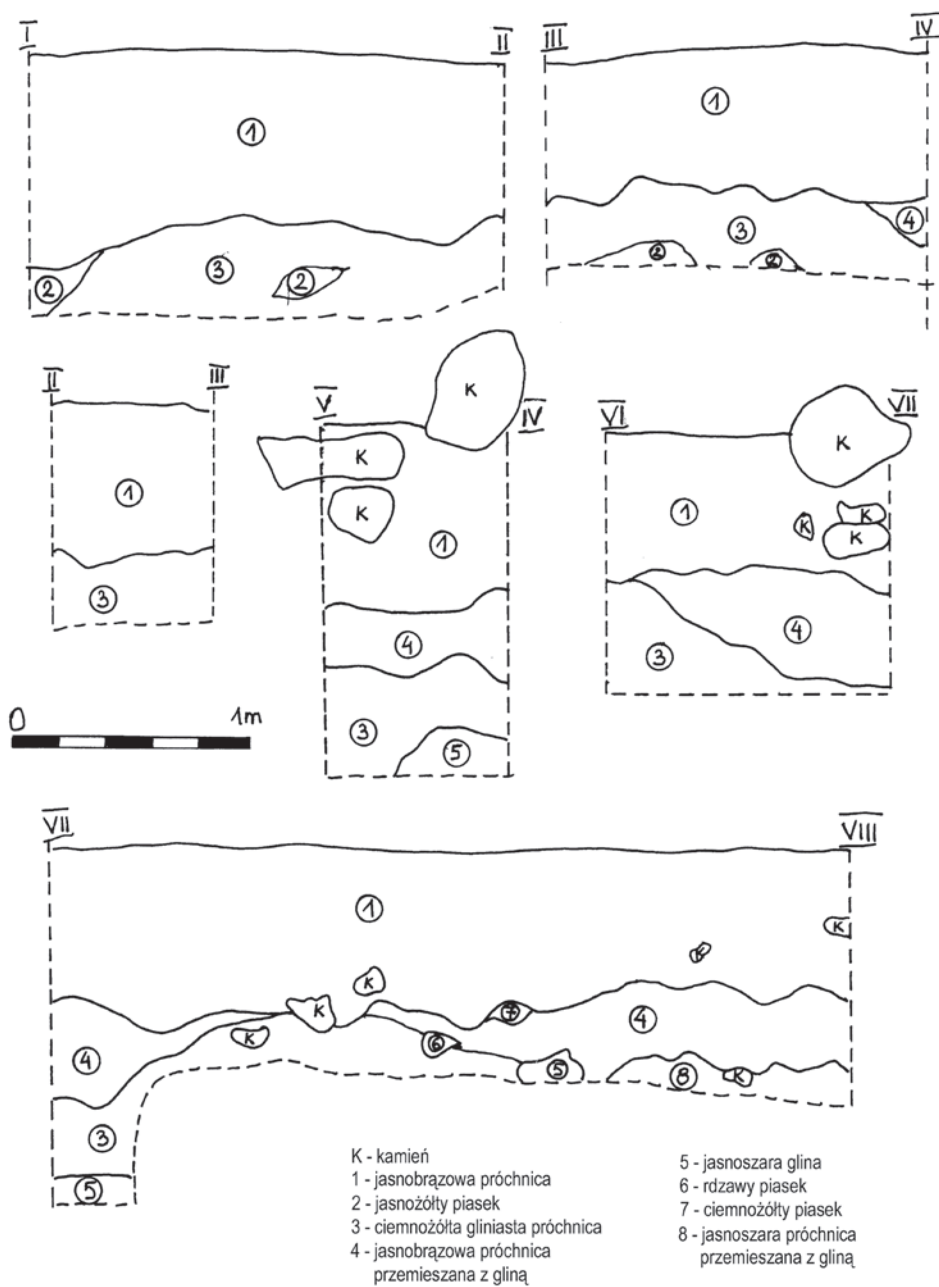 I II III IV
1 1
3 3 4
2 2 2 2
II III V IV VI VII
K K
K K K K
K
1 1 1
3 4 4
3 3
5
0 1m
VII VIII
1
K
K
K K
K
7 4
4 6
5 8 K
3
5
K - kamień
1 - jasnobrązowa próchnica
2 - jasnożółty piasek
3 - ciemnożółta gliniasta próchnica
4 - jasnobrązowa próchnica
przemieszana z gliną
5 - jasnoszara glina
6 - rdzawy piasek
7 - ciemnożółty piasek
8 - jasnoszara próchnica
przemieszana z gliną